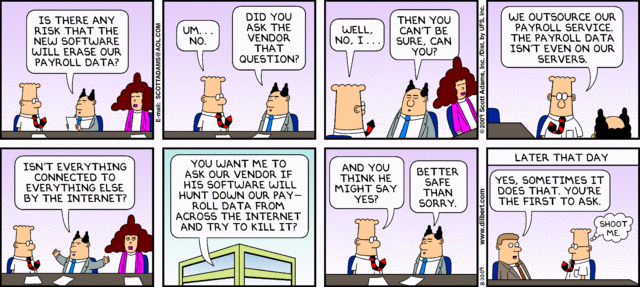 IS THERE ANY
RISK THAT THE
NEW SOFTWARE
WILL ERASE OUR
PAYROLL DATA?
E-mail: SCOTTADAMS@AOL.COM
UM...
NO.
DID YOU
ASK THE
VENDOR
THAT
QUESTION?
WELL,
NO, I...
THEN YOU
CAN'T BE
SURE, CAN
YOU?
©2009 Scott Adams, Inc./Dist. by UFS, Inc.
WE OUTSOURCE OUR
PAYROLL SERVICE.
THE PAYROLL DATA
ISN'T EVEN ON OUR
SERVERS.
ISN'T EVERYTHING
CONNECTED TO
EVERYTHING ELSE
BY THE INTERNET?
YOU WANT ME TO
ASK OUR VENDOR IF
HIS SOFTWARE WILL
HUNT DOWN OUR PAY-
ROLL DATA FROM
ACROSS THE INTERNET
AND TRY TO KILL IT?
AND YOU
THINK HE
MIGHT SAY
YES?
BETTER
SAFE
THAN
SORRY.
www.dilbert.com
8-30-09
LATER THAT DAY
YES, SOMETIMES IT
DOES THAT. YOU'RE
THE FIRST TO ASK.
SHOOT
ME.